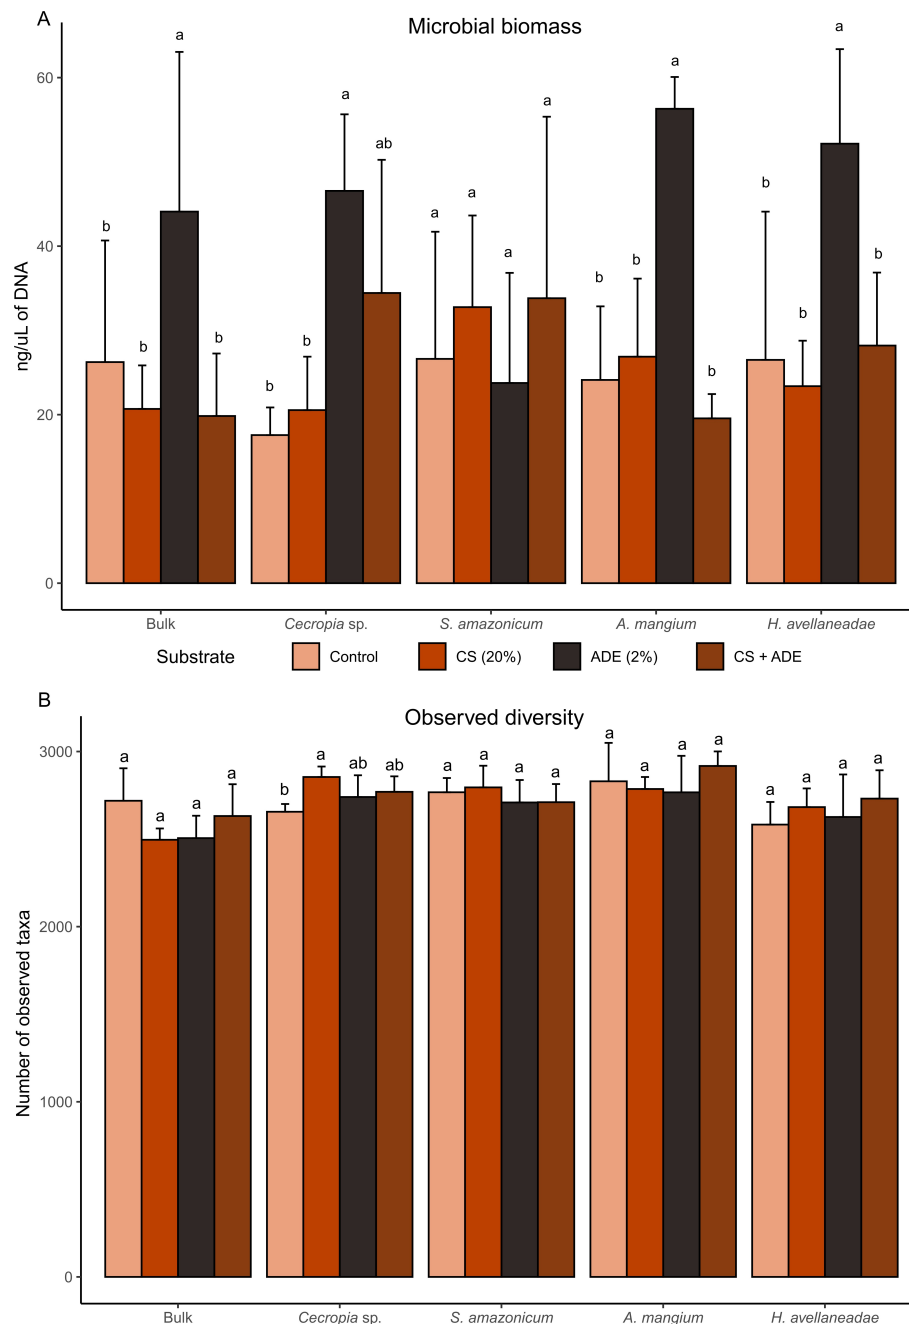 A
Microbial biomass
ng/uL of DNA
60
40
20
0
b b a b
b b a ab
a a a a
b b a b
b b a b
Bulk Cecropia sp. S. amazonicum A. mangium H. avellaneadae
Substrate Control CS (20%) ADE (2%) CS + ADE
B
Observed diversity
Number of observed taxa
3000
2000
1000
0
a a a a
b a ab ab
a a a a
a a a a
a a a a
Bulk Cecropia sp. S. amazonicum A. mangium H. avellaneadae